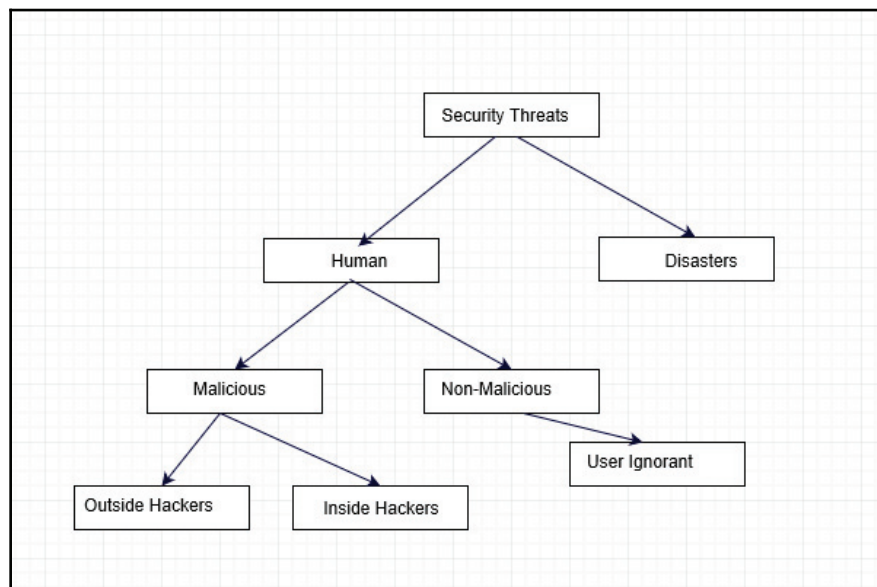 Security Threats
Human
Disasters
Malicious
Non-Malicious
User Ignorant
Outside Hackers
Inside Hackers